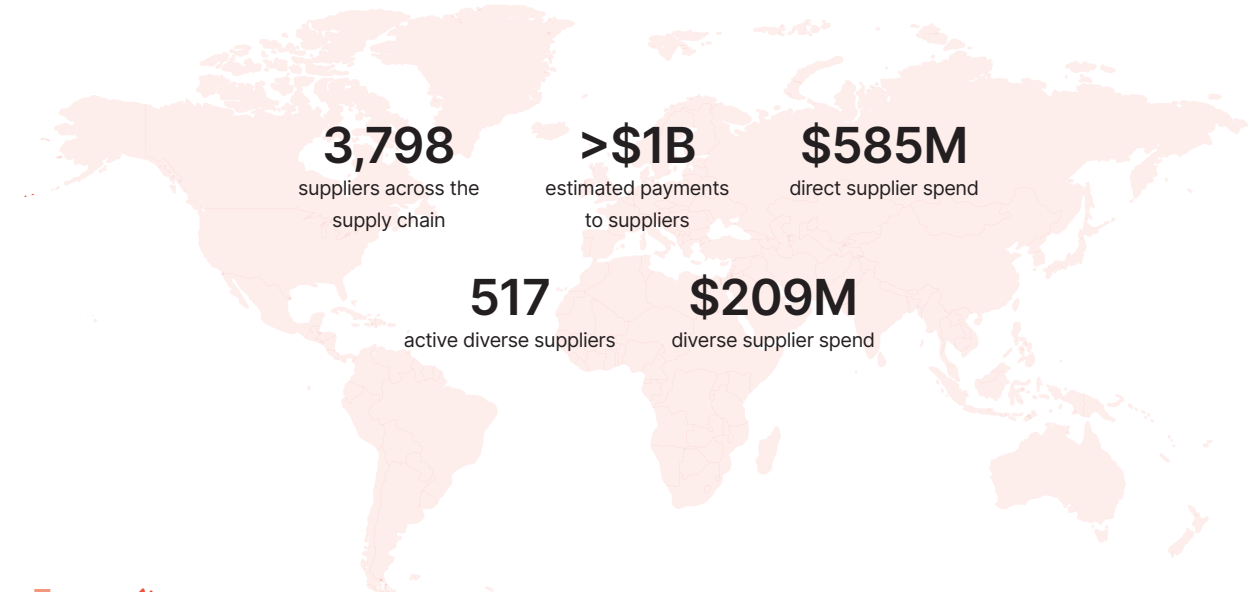 3,798
suppliers across the
supply chain
>$1B
estimated payments
to suppliers
$585M
direct supplier spend
517
active diverse suppliers
$209M
diverse supplier spend